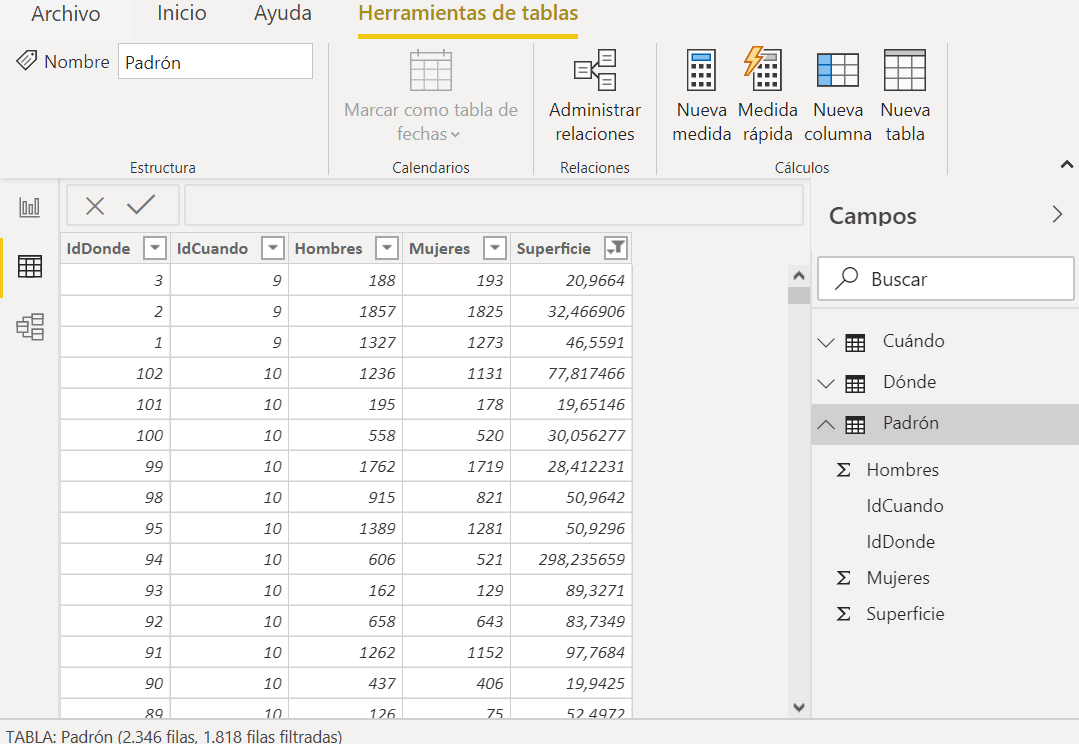 Archivo Inicio Ayuda Herramientas de tablas
Nombre Padrón
Marcar como tabla de fechas
Administrar relaciones
Nueva medida
Medida rápida
Nueva columna
Nueva tabla
Estructura Calendarios Relaciones Cálculos
IdDonde IdCuando Hombres Mujeres Superficie
3 9 188 193 20,9664
2 9 1857 1825 32,466906
1 9 1327 1273 46,5591
102 10 1236 1131 77,817466
101 10 195 178 19,65146
100 10 558 520 30,056277
99 10 1762 1719 28,412231
98 10 915 821 50,9642
95 10 1389 1281 50,9296
94 10 606 521 298,235659
93 10 162 129 89,3271
92 10 658 643 83,7349
91 10 1262 1152 97,7684
90 10 437 406 19,9425
89 10 126 75 52,4972
Campos
Buscar
Cuándo
Dónde
Padrón
Σ Hombres
IdCuando
IdDonde
Σ Mujeres
Σ Superficie
TABLA: Padrón (2.346 filas, 1.818 filas filtradas)